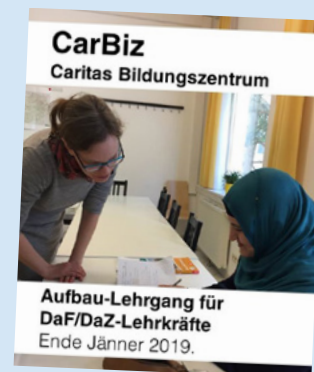 CarBiz
Caritas Bildungszentrum
Aufbau-Lehrgang für
DaF/DaZ-Lehrkräfte
Ende Jänner 2019.